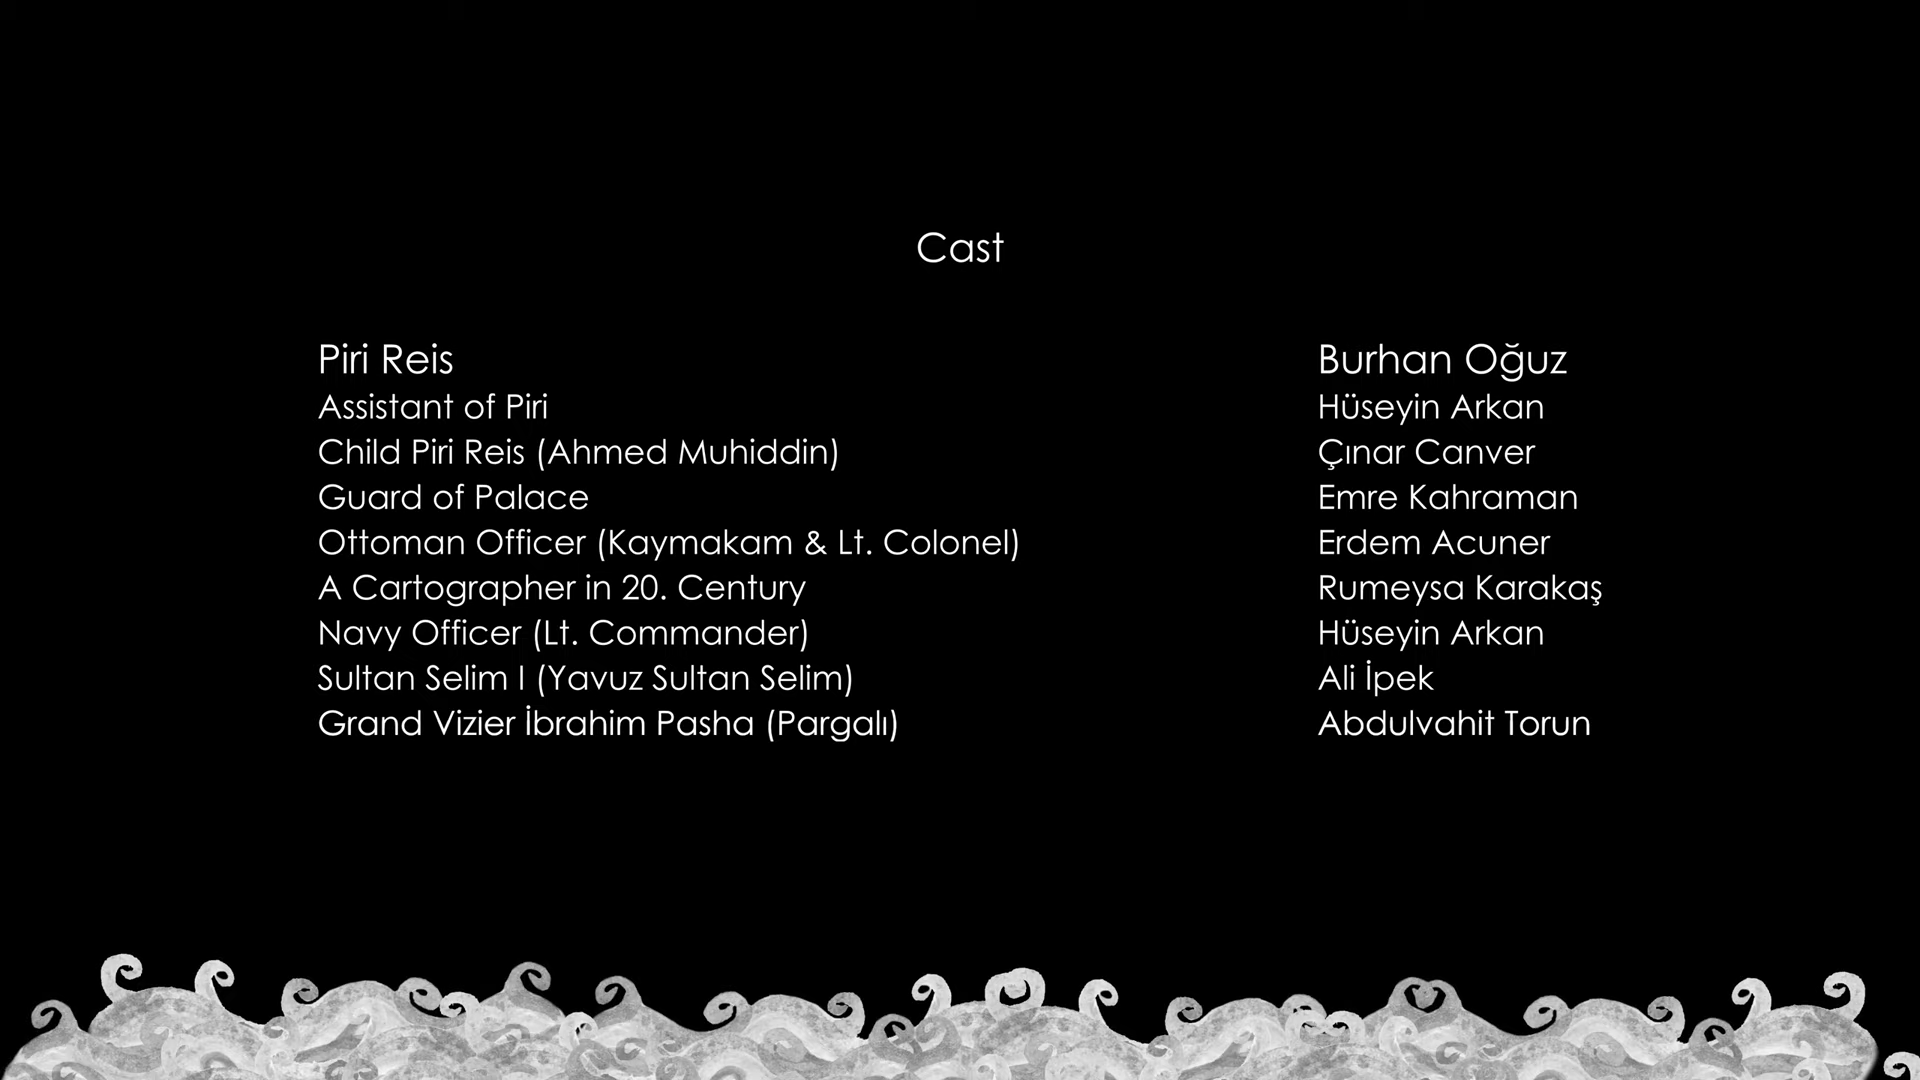 Cast
Piri Reis Burhan Oğuz
Assistant of Piri Hüseyin Arkan
Child Piri Reis (Ahmed Muhiddin) Çınar Canver
Guard of Palace Emre Kahraman
Ottoman Officer (Kaymakam & Lt. Colonel) Erdem Acuner
A Cartographer in 20. Century Rumeysa Karakaş
Navy Officer (Lt. Commander) Hüseyin Arkan
Sultan Selim I (Yavuz Sultan Selim) Ali İpek
Grand Vizier İbrahim Pasha (Pargalı) Abdulvahit Torun